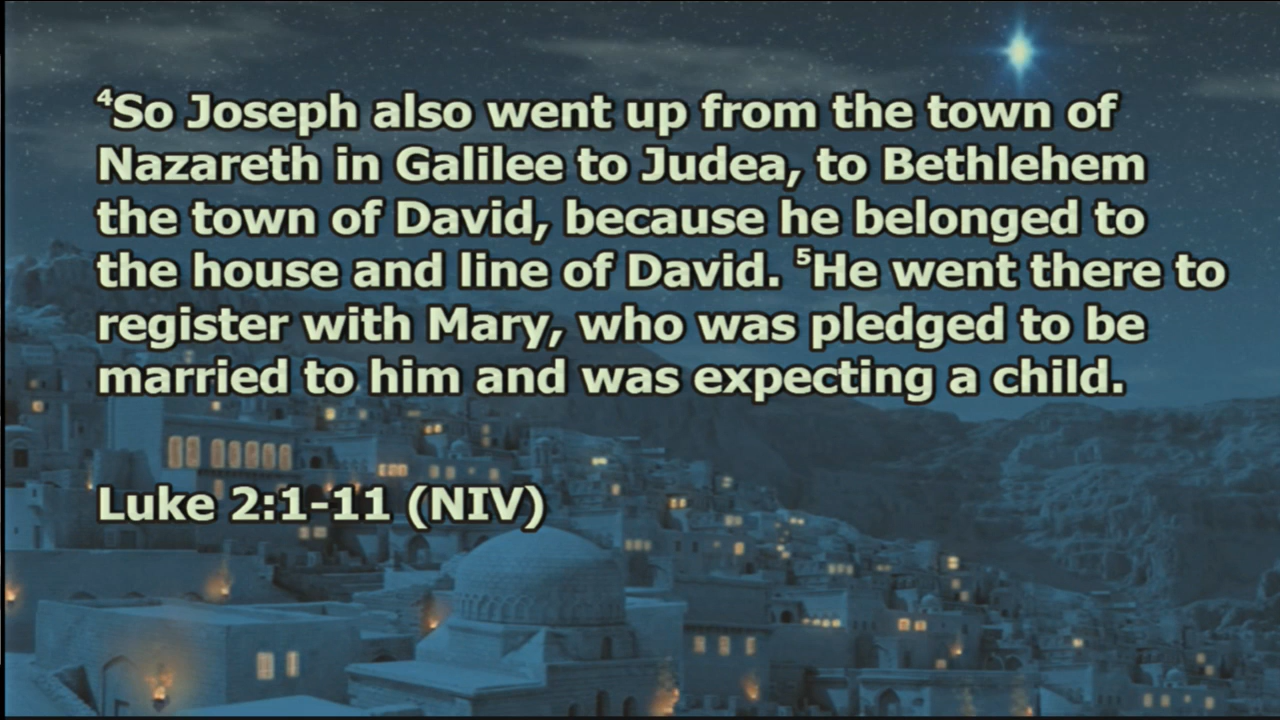 ⁴So Joseph also went up from the town of
Nazareth in Galilee to Judea, to Bethlehem
the town of David, because he belonged to
the house and line of David. ⁵He went there to
register with Mary, who was pledged to be
married to him and was expecting a child.
Luke 2:1-11 (NIV)